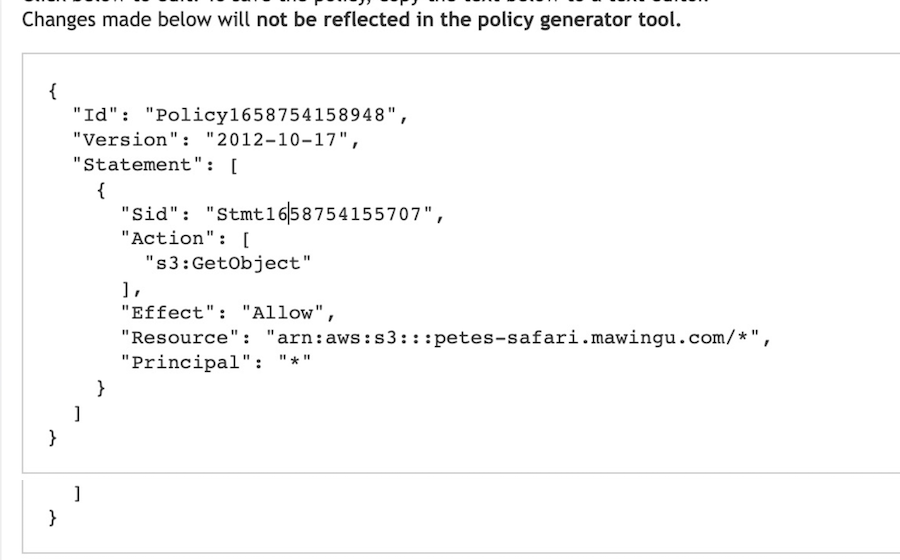 Changes made below will not be reflected in the policy generator tool.
{
"Id": "Policy1658754158948",
"Version": "2012-10-17",
"Statement": [
{
"Sid": "Stmt1658754155707",
"Action": [
"s3:GetObject"
],
"Effect": "Allow",
"Resource": "arn:aws:s3:::petes-safari.mawingu.com/*",
"Principal": "*"
}
]
}
]
}